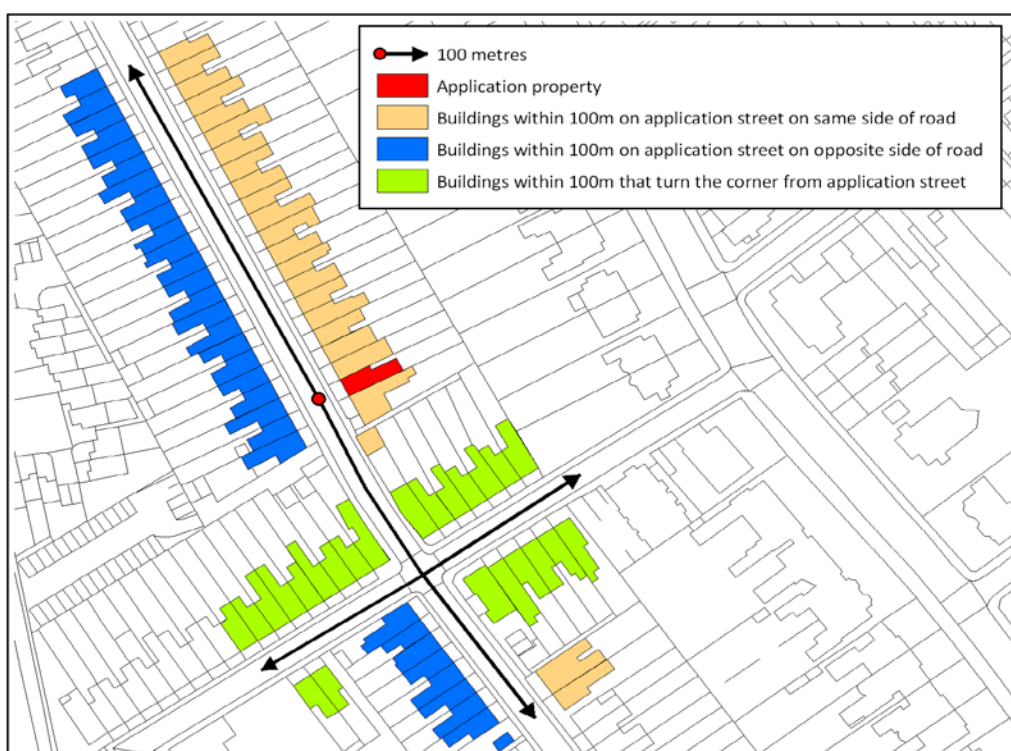 100 metres
Application property
Buildings within 100m on application street on same side of road
Buildings within 100m on application street on opposite side of road
Buildings within 100m that turn the corner from application street